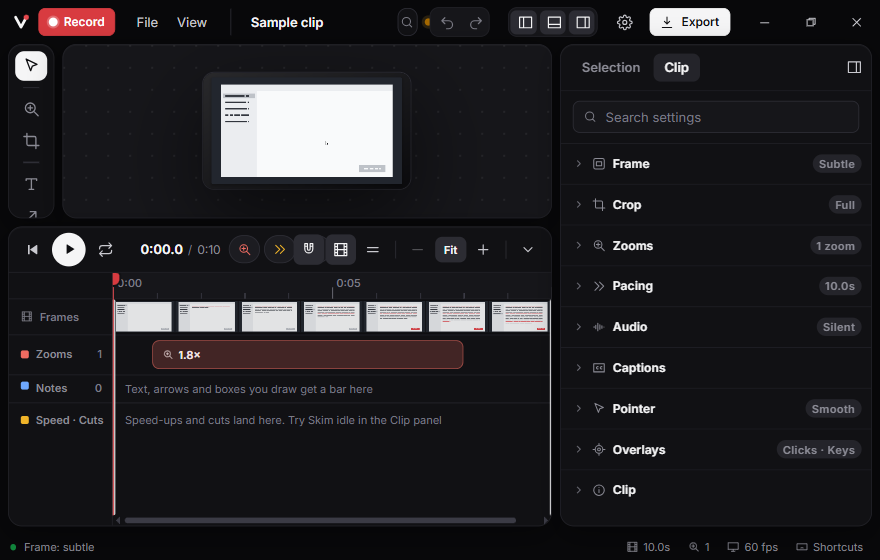 Record File View Sample clip Export
Selection Clip
Search settings
Frame Subtle
Crop Full
Zooms 1 zoom
Pacing 10.0s
Audio Silent
Captions
Pointer Smooth
Overlays Clicks · Keys
Clip
T
0:00.0 / 0:10 Fit
0:00 0:05
Frames
Zooms 1 1.8×
Notes 0 Text, arrows and boxes you draw get a bar here
Speed · Cuts Speed-ups and cuts land here. Try Skim idle in the Clip panel
Frame: subtle 10.0s 1 60 fps Shortcuts